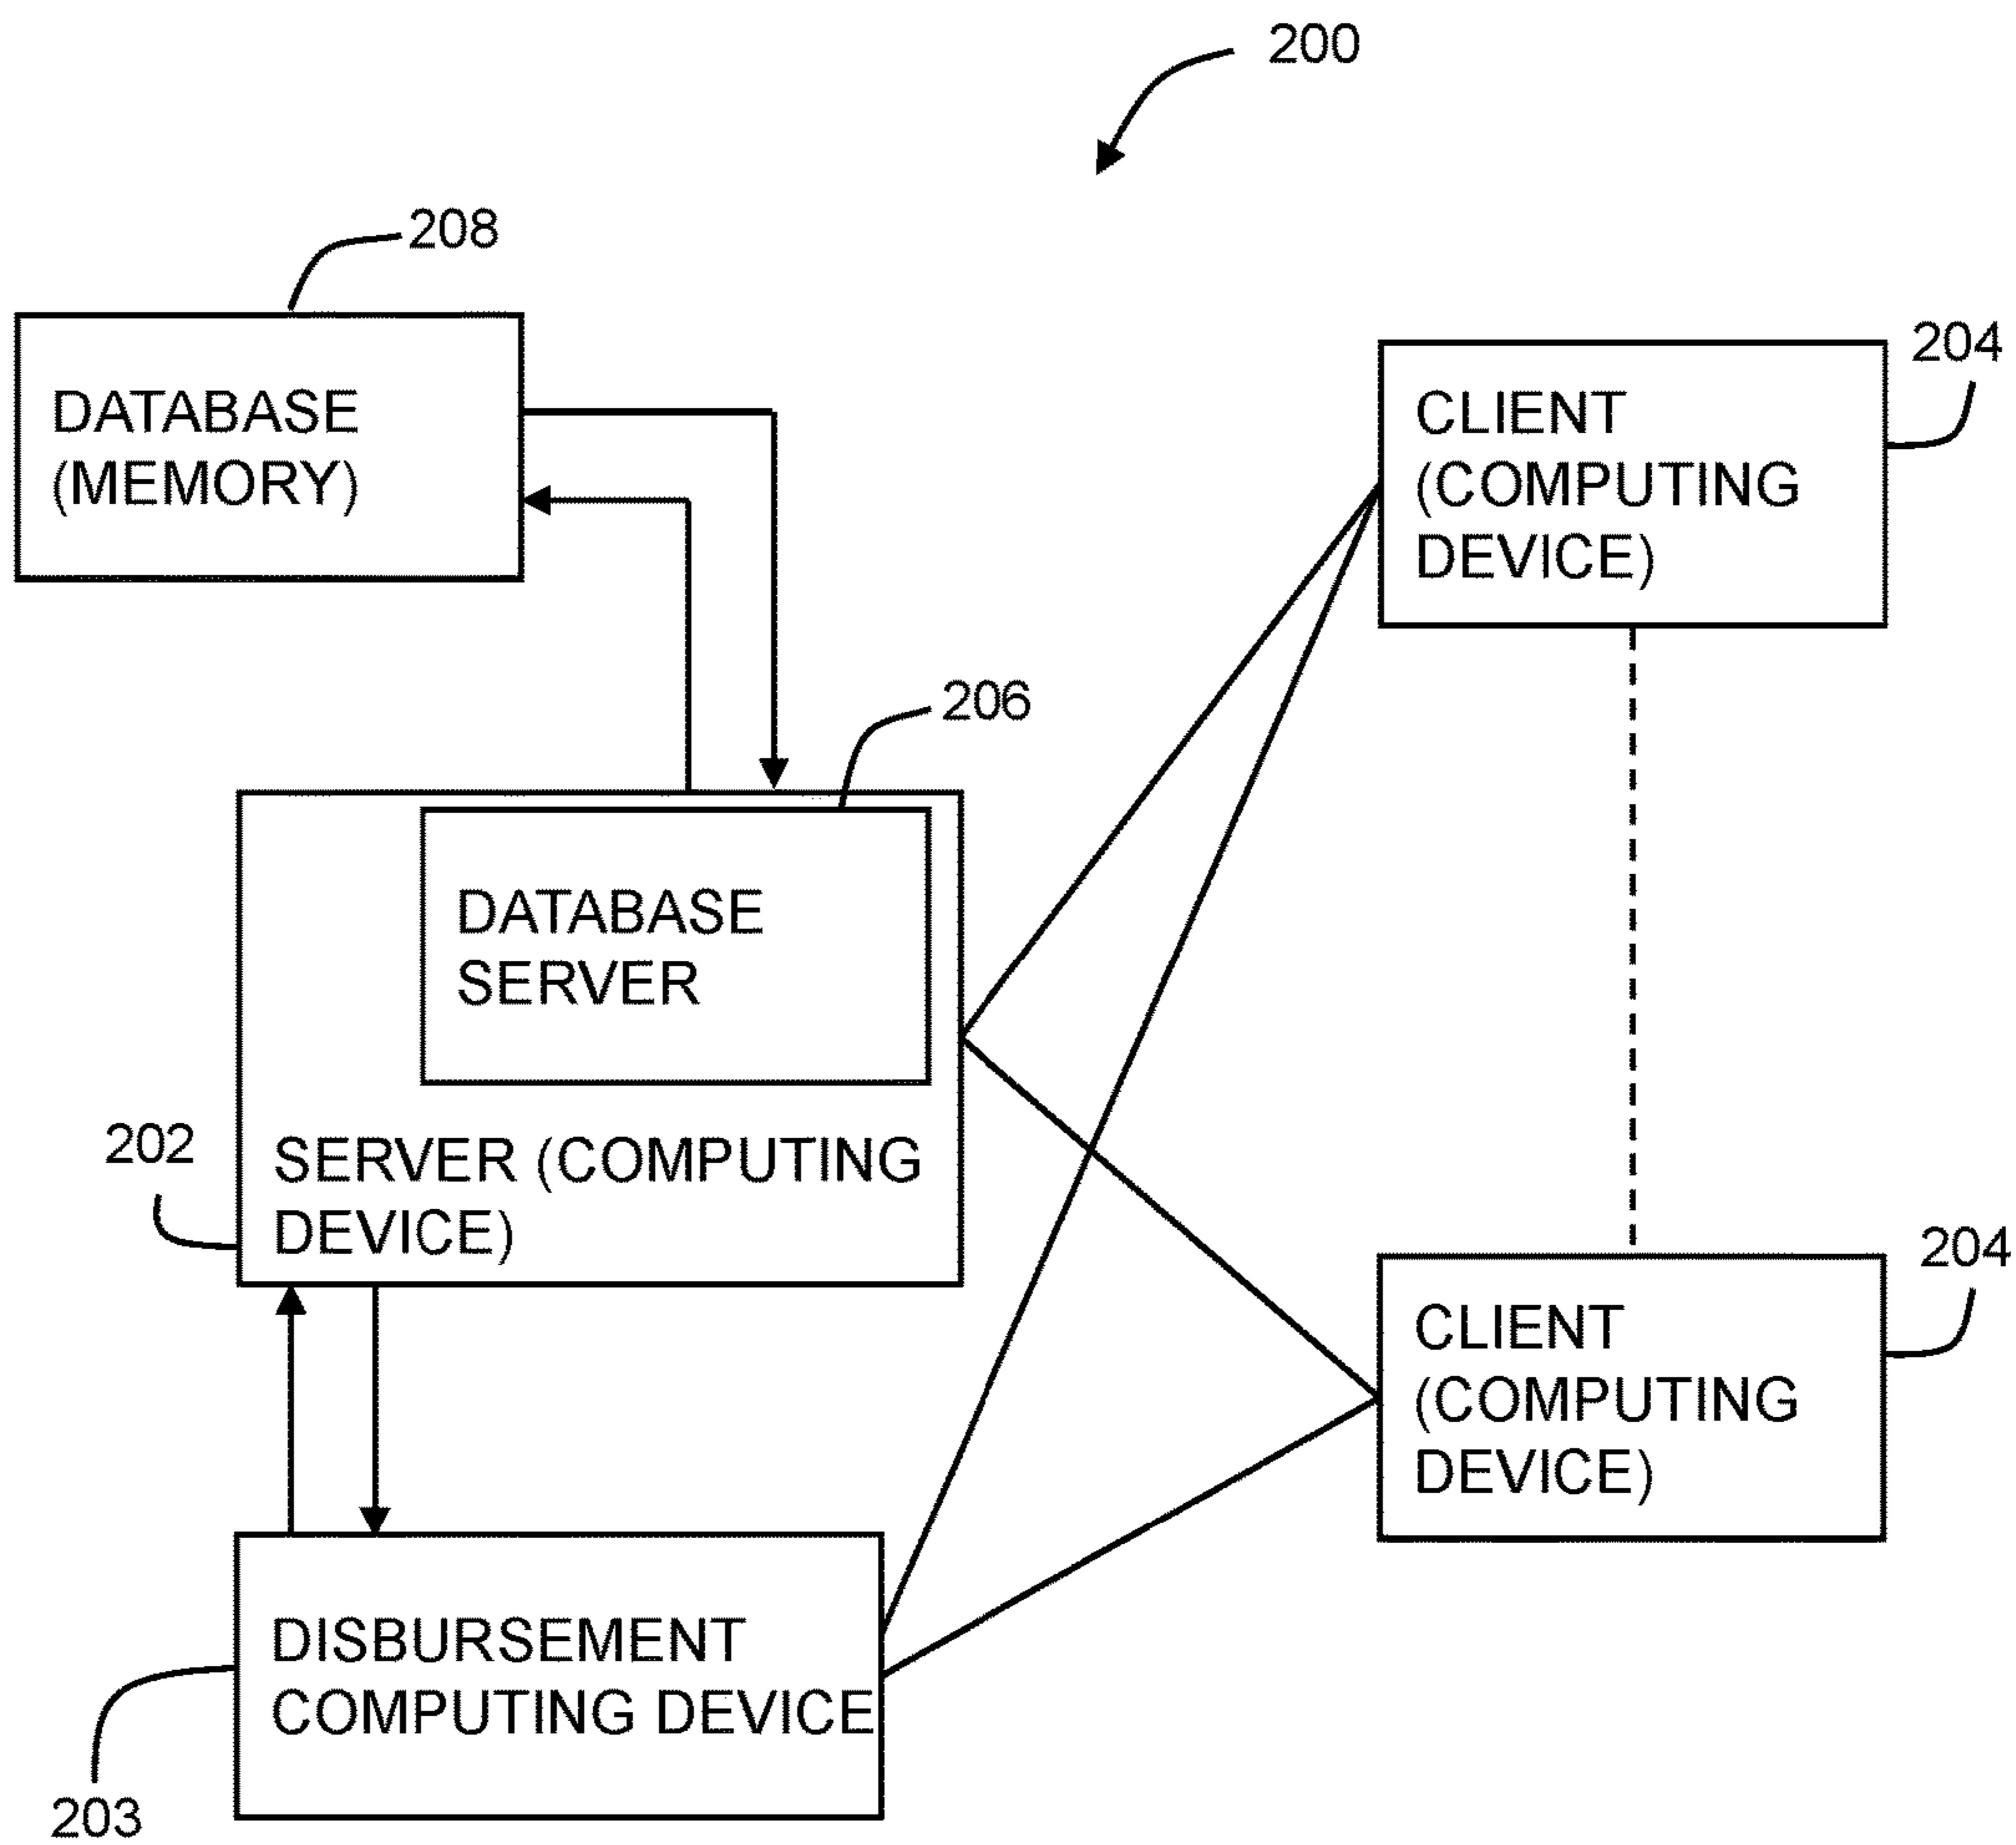 200
208
DATABASE
(MEMORY)
204
CLIENT
(COMPUTING
DEVICE)
206
DATABASE
SERVER
202
SERVER (COMPUTING
DEVICE)
204
CLIENT
(COMPUTING
DEVICE)
DISBURSEMENT
COMPUTING DEVICE
203